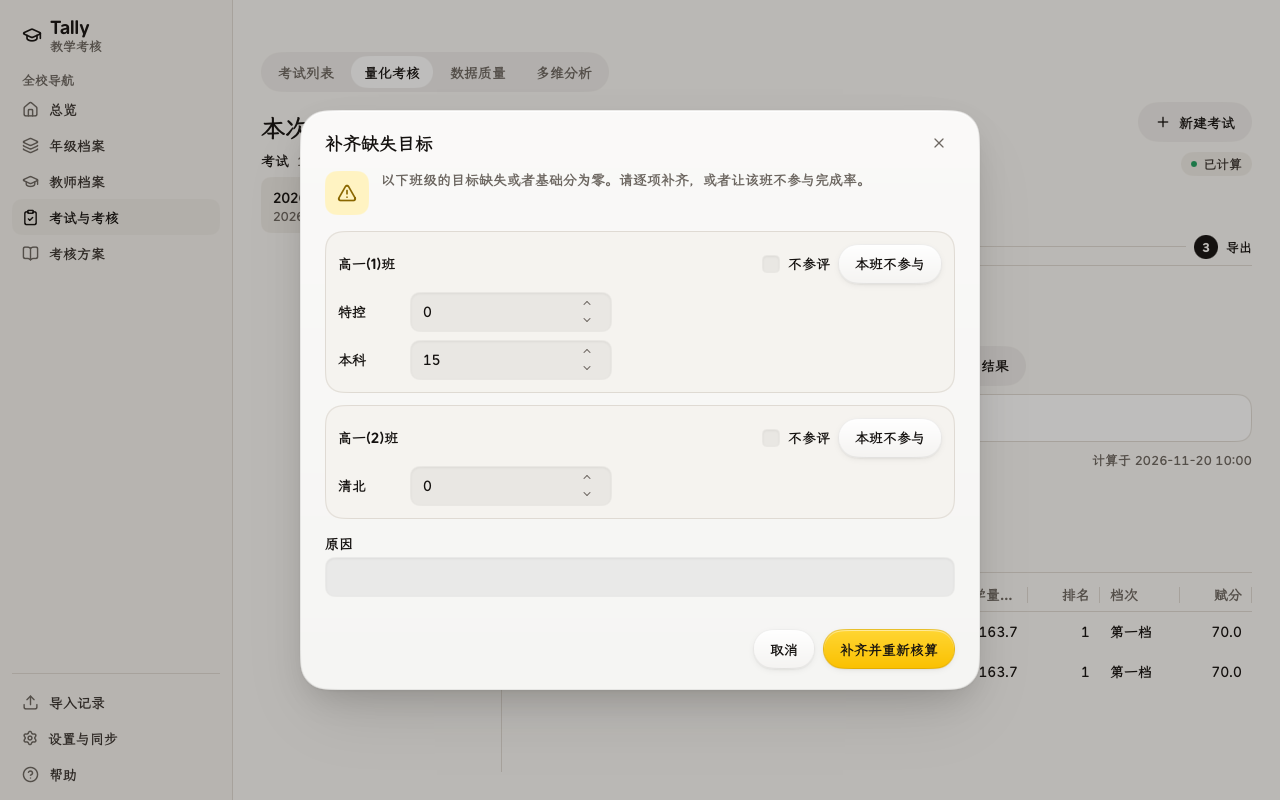 Tally
教学考核
全校导航
总览
年级档案
教师档案
考试与考核
考核方案
导入记录
设置与同步
帮助
考试列表
量化考核
数据质量
多维分析
本次
新建考试
考试
已计算
2026
3 导出
结果
计算于 2026-11-20 10:00
排名 档次 赋分
163.7 1 第一档 70.0
163.7 1 第一档 70.0
补齐缺失目标
以下班级的目标缺失或者基础分为零。请逐项补齐，或者让该班不参与完成率。
高一(1)班 不参评 本班不参与
特控 0
本科 15
高一(2)班 不参评 本班不参与
清北 0
原因
取消 补齐并重新核算